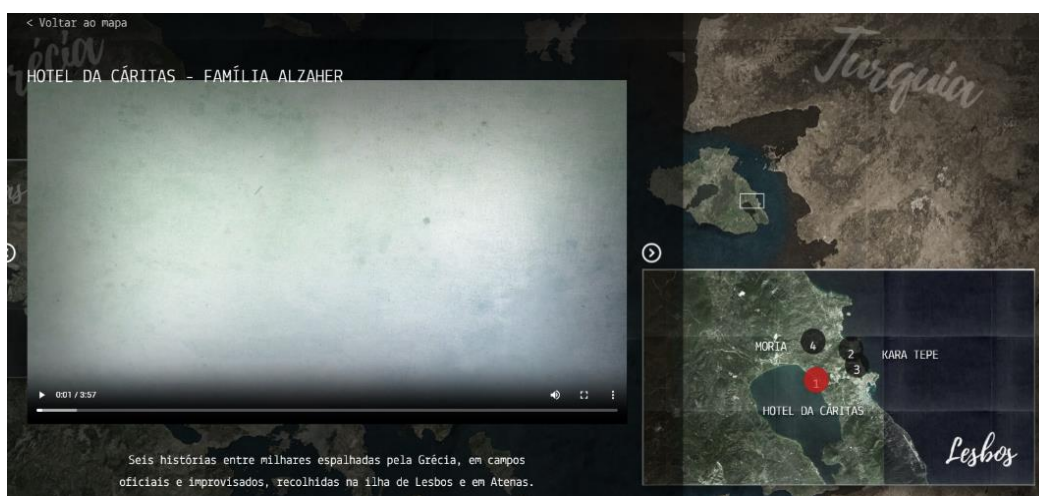 < Voltar ao mapa
écia
Turquia
HOTEL DA CÁRITAS - FAMÍLIA ALZAHER
0:01 / 3:57
MORIA
4
2
KARA TEPE
3
1
HOTEL DA CÁRITAS
Lesbos
Seis histórias entre milhares espalhadas pela Grécia, em campos
oficiais e improvisados, recolhidas na ilha de Lesbos e em Atenas.